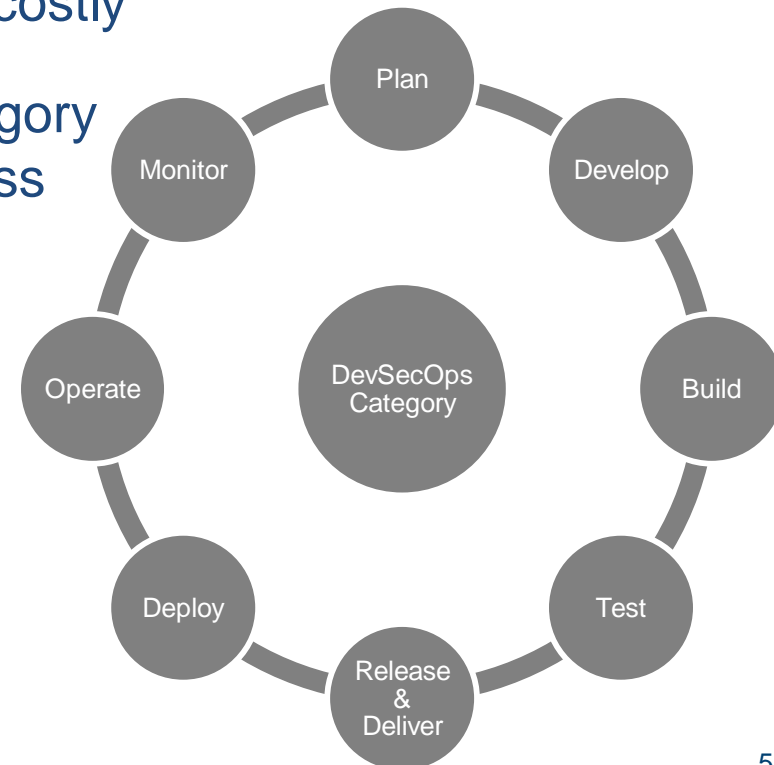 costly
gory
ss
Plan
Develop
Build
Test
Release
&
Deliver
Deploy
Operate
Monitor
DevSecOps
Category
5